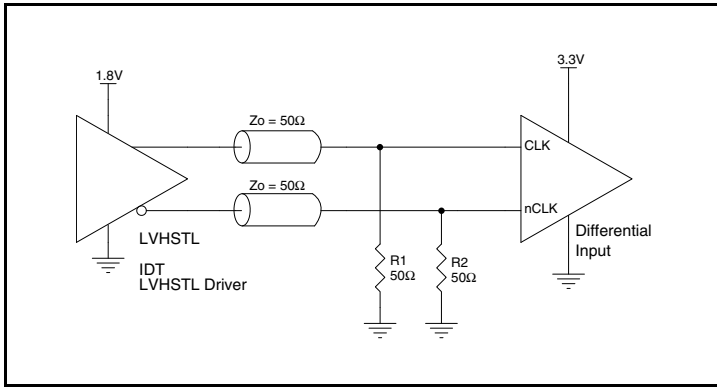 1.8V
3.3V
Zo = 50Ω
CLK
Zo = 50Ω
nCLK
LVHSTL
IDT
LVHSTL Driver
R1
50Ω
R2
50Ω
Differential
Input